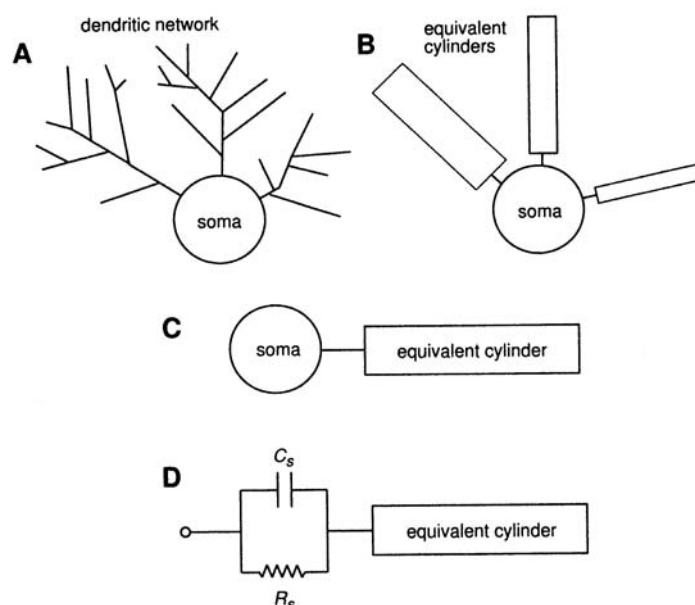 dendritic network
A
soma
equivalent
cylinders
B
soma
C
soma
equivalent cylinder
D
Cs
equivalent cylinder
Rs